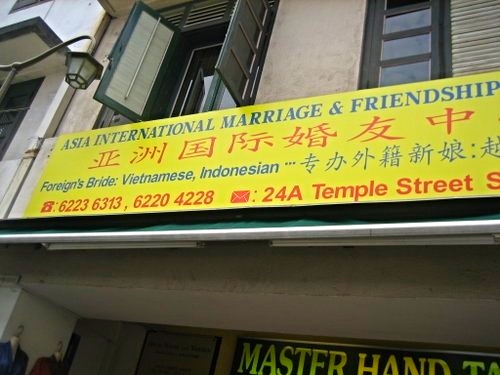 ASIA INTERNATIONAL MARRIAGE & FRIENDSHIP
亚洲国际婚友中
Foreign's Bride: Vietnamese, Indonesian ··· 专办外籍新娘:越
☎: 6223 6313, 6220 4228 ✉: 24A Temple Street S
MASTER HAND TA